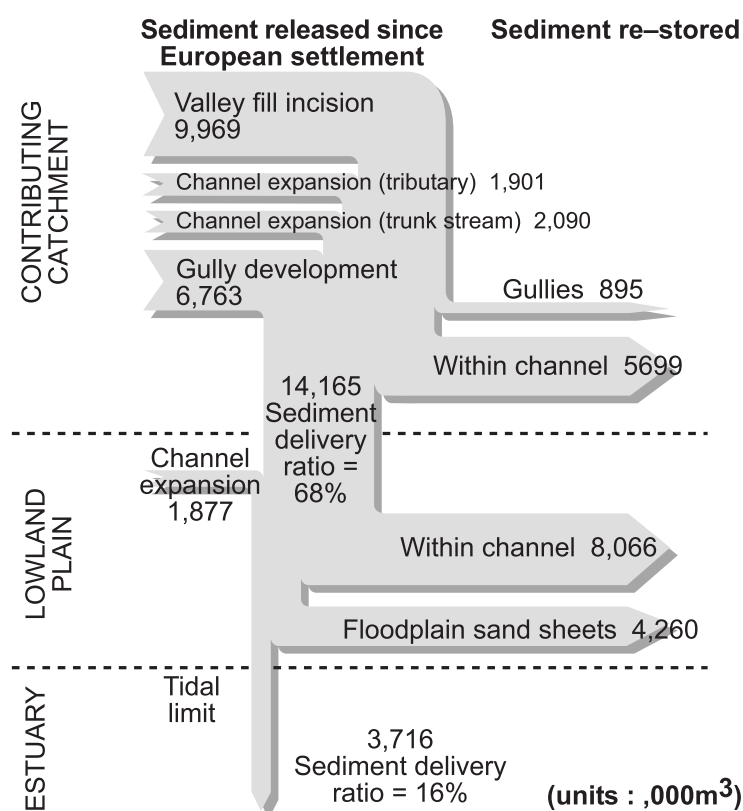 Sediment released since
European settlement
Sediment re–stored
CONTRIBUTING
CATCHMENT
Valley fill incision
9,969
Channel expansion (tributary) 1,901
Channel expansion (trunk stream) 2,090
Gully development
6,763
Gullies 895
Within channel 5699
14,165
Sediment
delivery
ratio =
68%
LOWLAND
PLAIN
Channel
expansion
1,877
Within channel 8,066
Floodplain sand sheets 4,260
ESTUARY
Tidal
limit
3,716
Sediment delivery
ratio = 16%
(units : ,000m³)